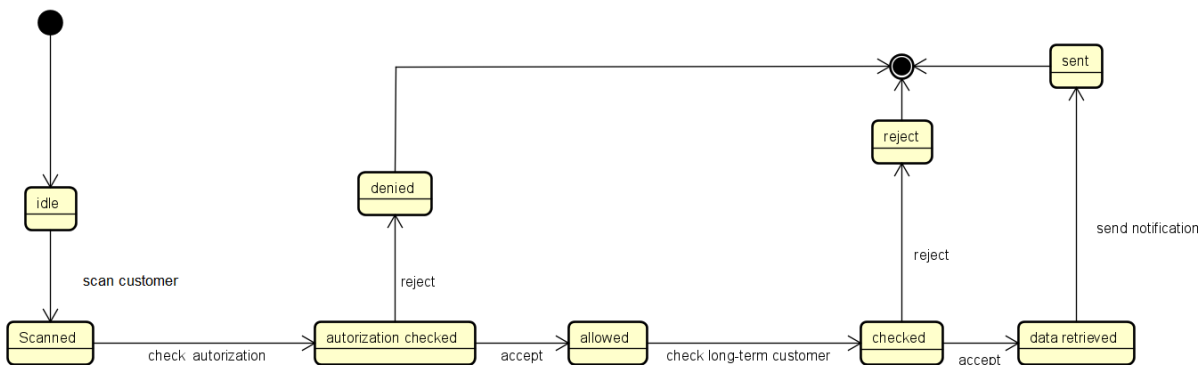 sent
reject
denied
idle
send notification
reject
scan customer
reject
Scanned
autorization checked
allowed
checked
data retrieved
check autorization
accept
check long-term customer
accept